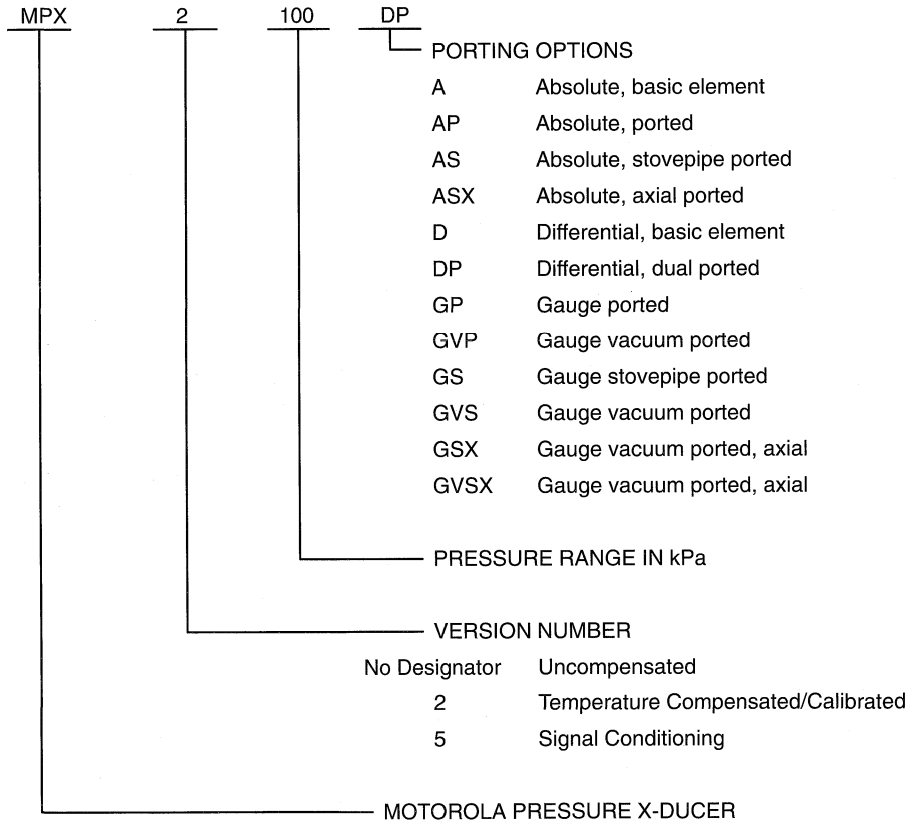 MPX 2 100 DP
PORTING OPTIONS
A Absolute, basic element
AP Absolute, ported
AS Absolute, stovepipe ported
ASX Absolute, axial ported
D Differential, basic element
DP Differential, dual ported
GP Gauge ported
GVP Gauge vacuum ported
GS Gauge stovepipe ported
GVS Gauge vacuum ported
GSX Gauge vacuum ported, axial
GVSX Gauge vacuum ported, axial
PRESSURE RANGE IN kPa
VERSION NUMBER
No Designator Uncompensated
2 Temperature Compensated/Calibrated
5 Signal Conditioning
MOTOROLA PRESSURE X-DUCER